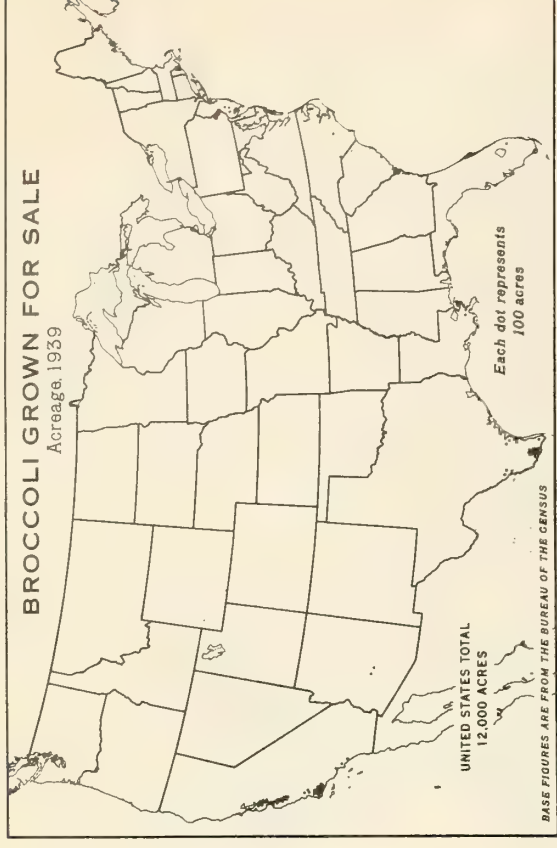 BROCCOLI GROWN FOR SALE
Acreage, 1939
Each dot represents
100 acres
UNITED STATES TOTAL
12,000 ACRES
BASE FIGURES ARE FROM THE BUREAU OF THE CENSUS